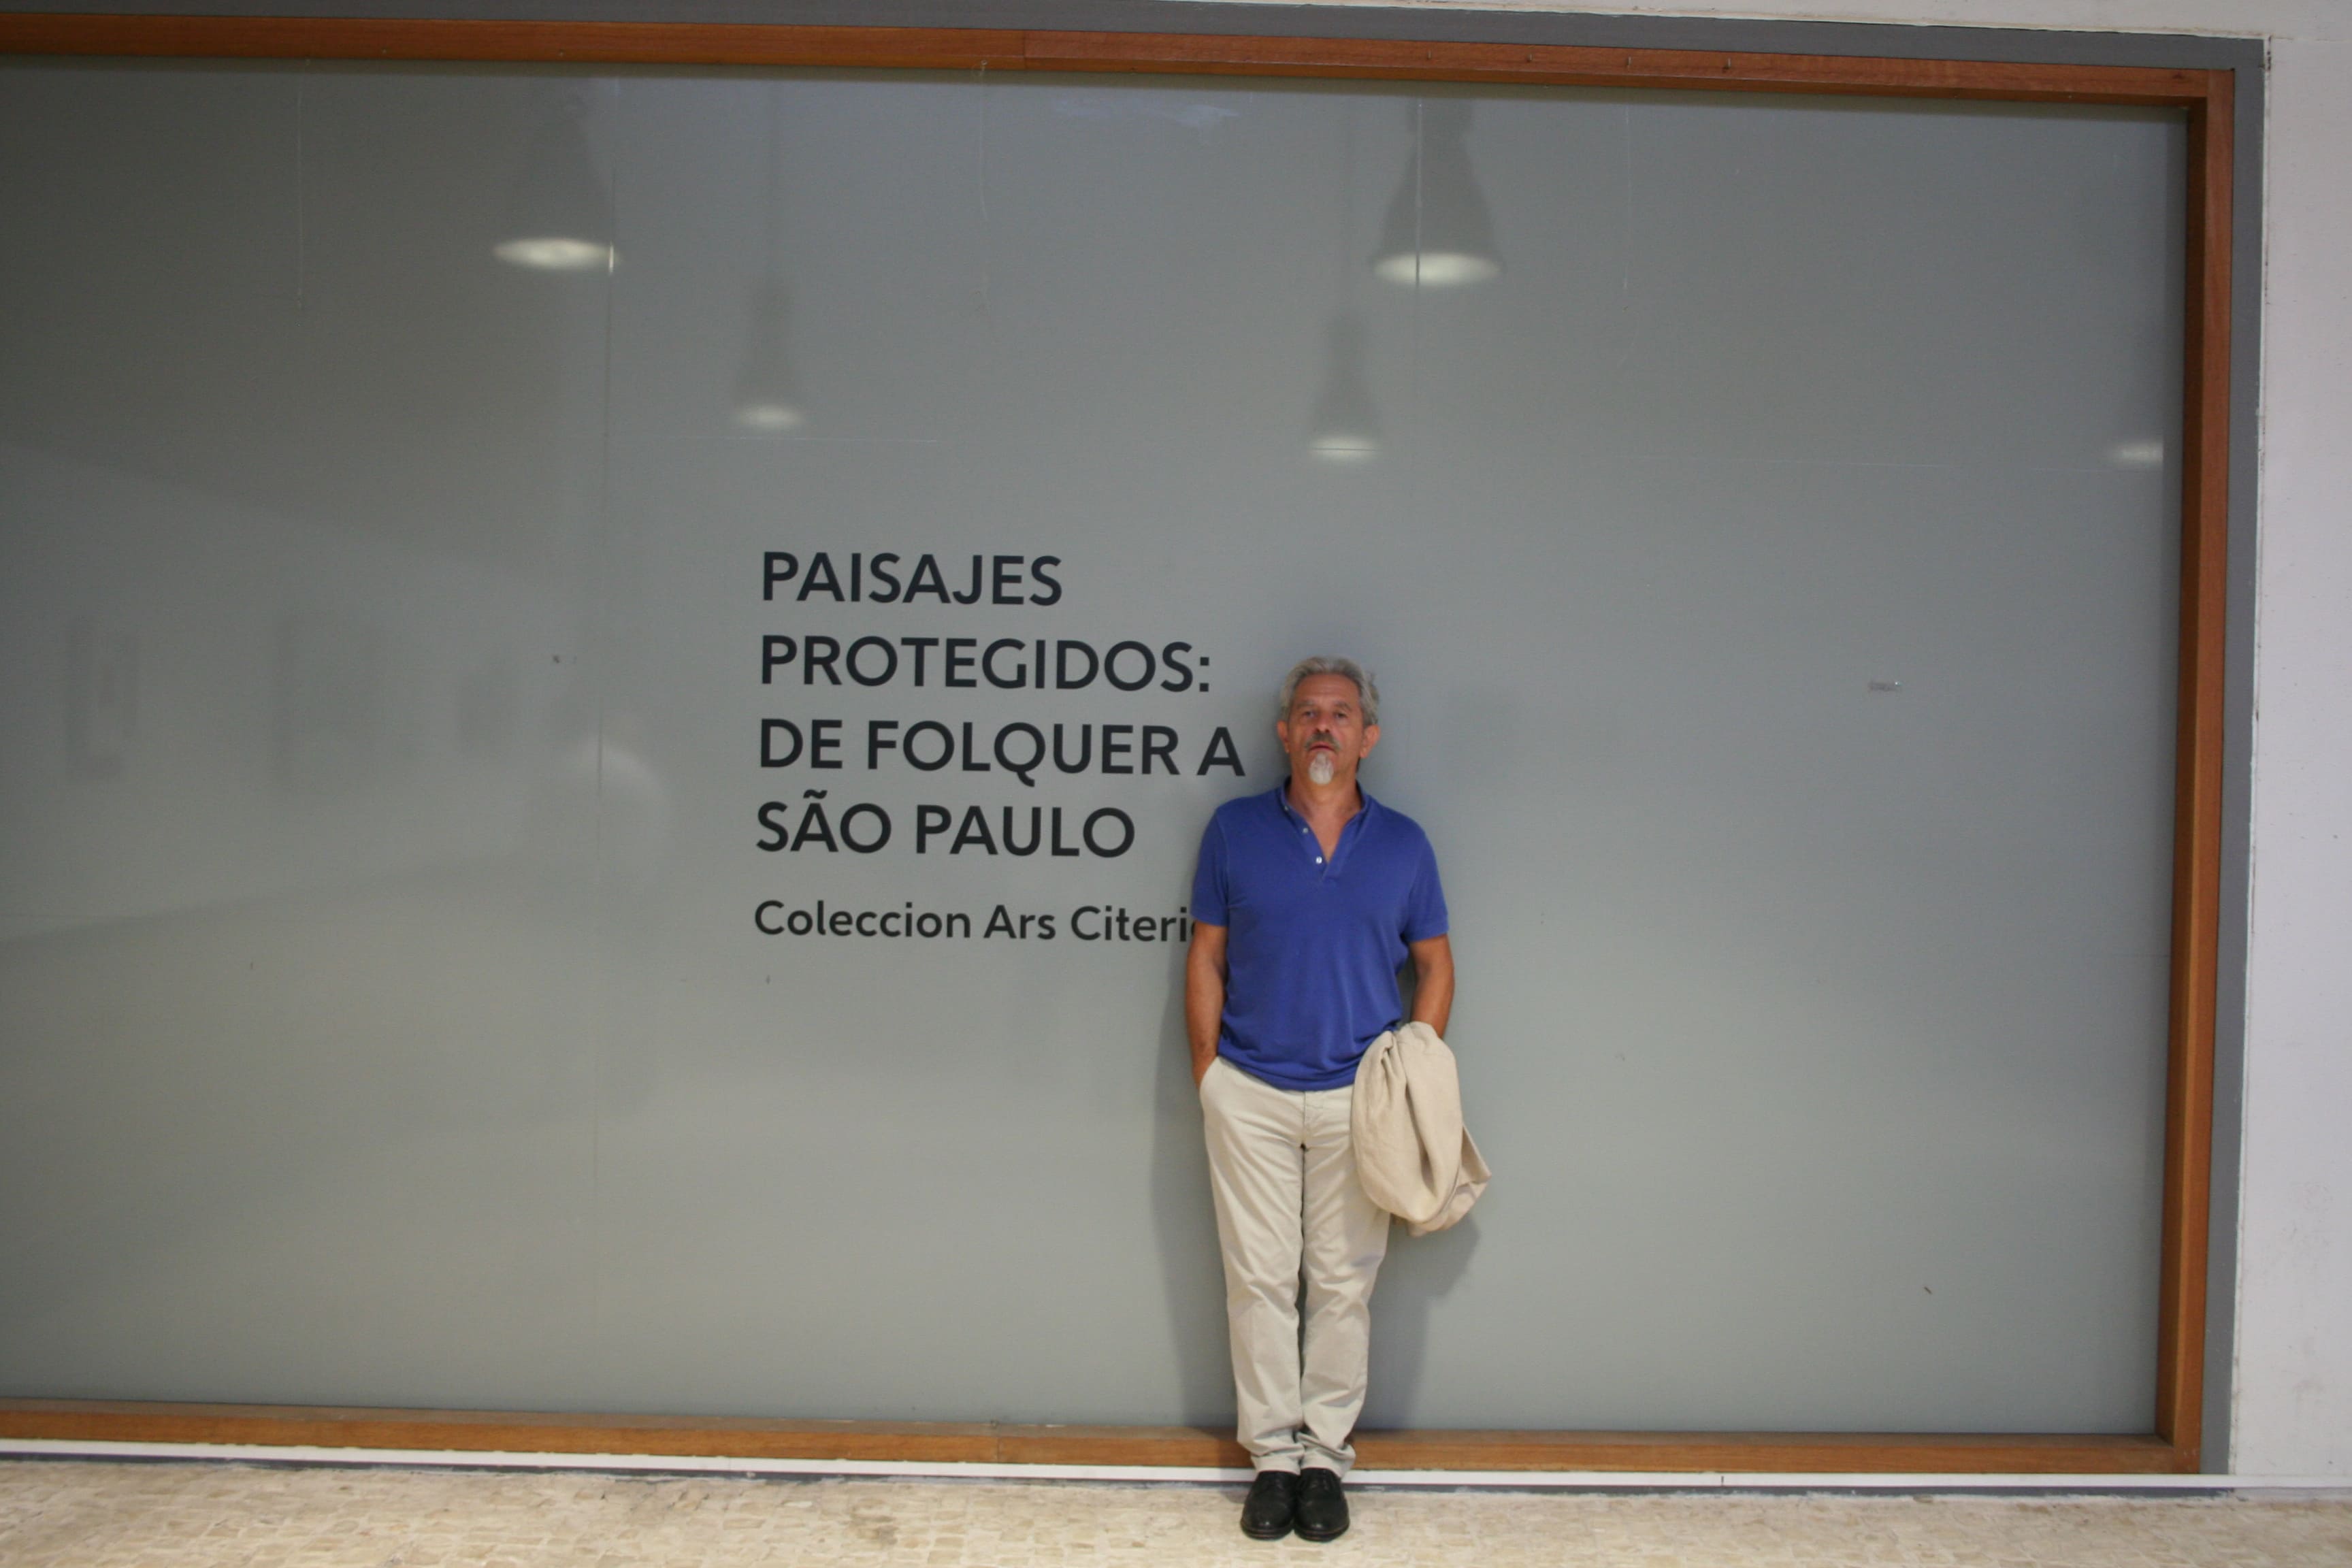 PAISAJES
PROTEGIDOS:
DE FOLQUER A
SÃO PAULO
Coleccion Ars